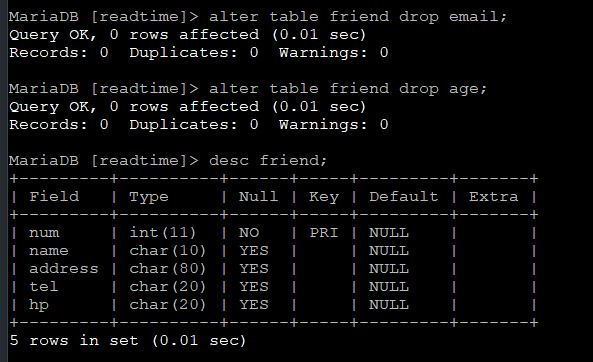 MariaDB [readtime]> alter table friend drop email;
Query OK, 0 rows affected (0.01 sec)
Records: 0  Duplicates: 0  Warnings: 0

MariaDB [readtime]> alter table friend drop age;
Query OK, 0 rows affected (0.01 sec)
Records: 0  Duplicates: 0  Warnings: 0

MariaDB [readtime]> desc friend;
+---------+----------+------+-----+---------+-------+
| Field   | Type     | Null | Key | Default | Extra |
+---------+----------+------+-----+---------+-------+
| num     | int(11)  | NO   | PRI | NULL    |       |
| name    | char(10) | YES  |     | NULL    |       |
| address | char(80) | YES  |     | NULL    |       |
| tel     | char(20) | YES  |     | NULL    |       |
| hp      | char(20) | YES  |     | NULL    |       |
+---------+----------+------+-----+---------+-------+
5 rows in set (0.01 sec)